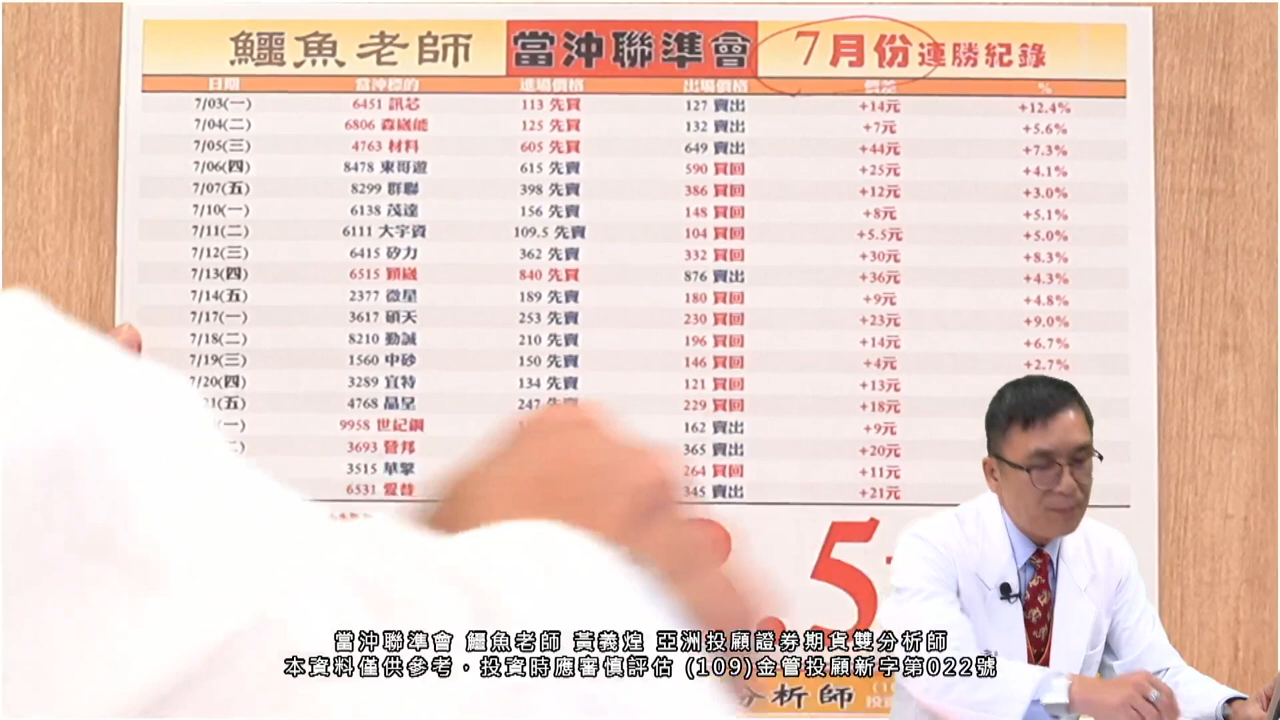 鱷魚老師 當沖聯準會 7月份連勝紀錄
日期 當沖標的 進場價格 出場價格 價差 %
7/03(一) 6451 訊芯 113 先買 127 賣出 +14元 +12.4%
7/04(二) 6806 森崴能 125 先買 132 賣出 +7元 +5.6%
7/05(三) 4763 材料 605 先買 649 賣出 +44元 +7.3%
7/06(四) 8478 東哥遊 615 先賣 590 買回 +25元 +4.1%
7/07(五) 8299 群聯 398 先賣 386 買回 +12元 +3.0%
7/10(一) 6138 茂達 156 先賣 148 買回 +8元 +5.1%
7/11(二) 6111 大宇資 109.5 先賣 104 買回 +5.5元 +5.0%
7/12(三) 6415 矽力 362 先賣 332 買回 +30元 +8.3%
7/13(四) 6515 穎崴 840 先買 876 賣出 +36元 +4.3%
7/14(五) 2377 微星 189 先賣 180 買回 +9元 +4.8%
7/17(一) 3617 碩天 253 先賣 230 買回 +23元 +9.0%
7/18(二) 8210 勤誠 210 先賣 196 買回 +14元 +6.7%
7/19(三) 1560 中砂 150 先賣 146 買回 +4元 +2.7%
7/20(四) 3289 宜特 134 先賣 121 買回 +13元
21(五) 4768 晶呈 247 先賣 229 買回 +18元
(一) 9958 世紀鋼 162 賣出 +9元
3693 營邦 365 賣出 +20元
3515 華擎 264 買回 +11元
6531 愛普 345 賣出 +21元
.5
當沖聯準會 鱷魚老師 黃義煌 亞洲投顧證券期貨雙分析師
本資料僅供參考，投資時應審慎評估 (109)金管投顧新字第022號
分析師